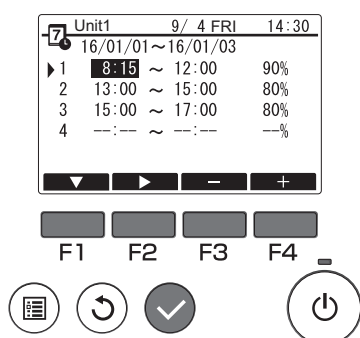 7 Unit1 9/ 4 FRI 14:30
16/01/01～16/01/03
1 8:15 ～ 12:00 90%
2 13:00 ～ 15:00 80%
3 15:00 ～ 17:00 80%
4 --:-- ～ --:-- --%
▼ ▶ － ＋
F1 F2 F3 F4